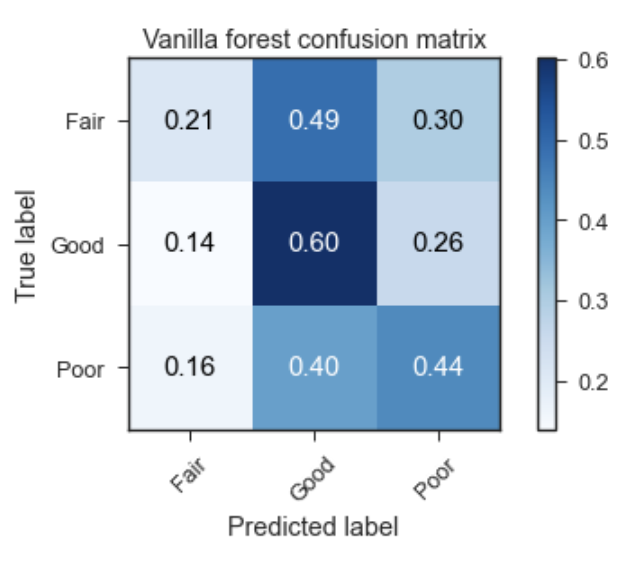 Vanilla forest confusion matrix
True label
Fair 0.21 0.49 0.30
Good 0.14 0.60 0.26
Poor 0.16 0.40 0.44
Fair Good Poor
Predicted label
0.6
0.5
0.4
0.3
0.2